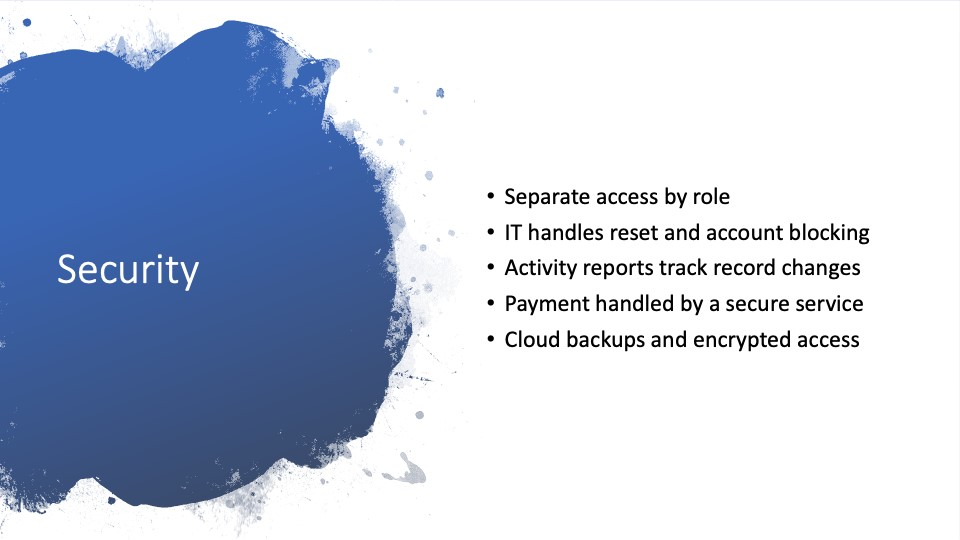 Security
• Separate access by role
• IT handles reset and account blocking
• Activity reports track record changes
• Payment handled by a secure service
• Cloud backups and encrypted access